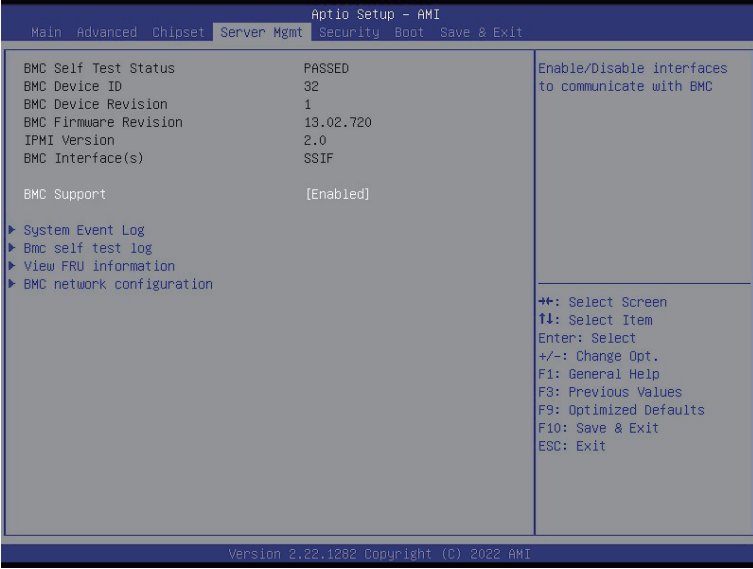 Aptio Setup - AMI
Main Advanced Chipset Server Mgmt Security Boot Save & Exit
BMC Self Test Status PASSED
BMC Device ID 32
BMC Device Revision 1
BMC Firmware Revision 13.02.720
IPMI Version 2.0
BMC Interface(s) SSIF
BMC Support [Enabled]
System Event Log
Bmc self test log
View FRU information
BMC network configuration
Enable/Disable interfaces
to communicate with BMC
→←: Select Screen
↑↓: Select Item
Enter: Select
+/-: Change Opt.
F1: General Help
F3: Previous Values
F9: Optimized Defaults
F10: Save & Exit
ESC: Exit
Version 2.22.1282 Copyright (C) 2022 AMI